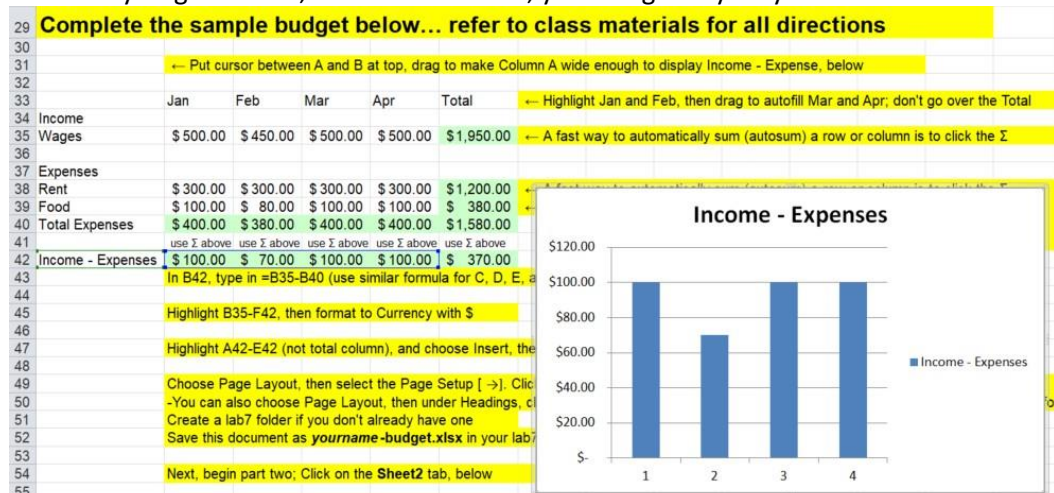 29 Complete the sample budget below... refer to class materials for all directions
30
31 ← Put cursor between A and B at top, drag to make Column A wide enough to display Income - Expense, below
32
33 Jan Feb Mar Apr Total ← Highlight Jan and Feb, then drag to autofill Mar and Apr; don't go over the Total
34 Income
35 Wages $ 500.00 $ 450.00 $ 500.00 $ 500.00 $ 1,950.00 ← A fast way to automatically sum (autosum) a row or column is to click the Σ
36
37 Expenses
38 Rent $ 300.00 $ 300.00 $ 300.00 $ 300.00 $ 1,200.00 ←
39 Food $ 100.00 $ 80.00 $ 100.00 $ 100.00 $ 380.00 ←
40 Total Expenses $ 400.00 $ 380.00 $ 400.00 $ 400.00 $ 1,580.00
41 use Σ above use Σ above use Σ above use Σ above use Σ above
42 Income - Expenses $ 100.00 $ 70.00 $ 100.00 $ 100.00 $ 370.00
43 In B42, type in =B35-B40 (use similar formula for C, D, E, a
44
45 Highlight B35-F42, then format to Currency with $
46
47 Highlight A42-E42 (not total column), and choose Insert, the
48
49 Choose Page Layout, then select the Page Setup [ →]. Clic
50 -You can also choose Page Layout, then under Headings, cl
51 Create a lab7 folder if you don't already have one
52 Save this document as yourname-budget.xlsx in your lab7
53
54 Next, begin part two; Click on the Sheet2 tab, below
Income - Expenses
$120.00
$100.00
$80.00
$60.00
$40.00
$20.00
$-
1 2 3 4
Income - Expenses